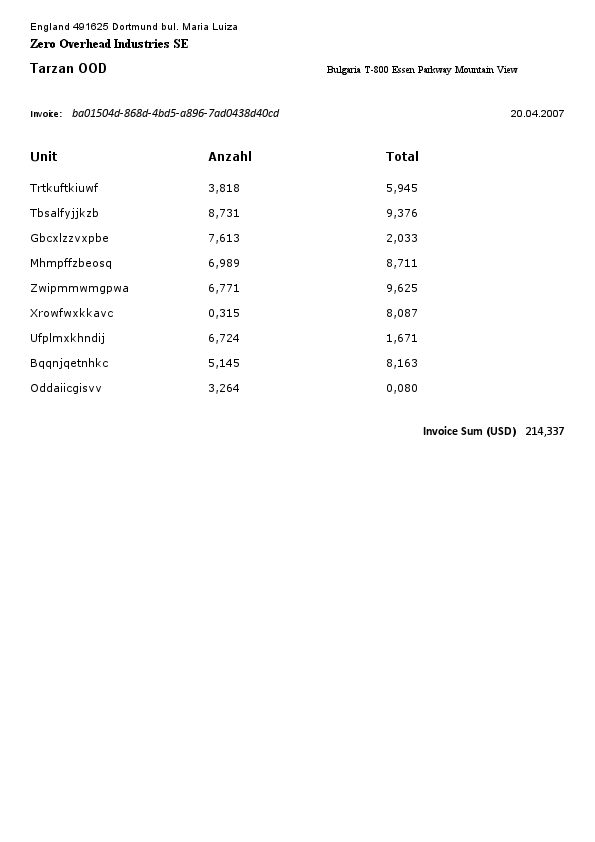 England 491625 Dortmund bul. Maria Luiza
Zero Overhead Industries SE
Tarzan OOD Bulgaria T-800 Essen Parkway Mountain View
Invoice: ba01504d-868d-4bd5-a896-7ad0438d40cd 20.04.2007
Unit Anzahl Total
Trtkuftkiuwf 3,818 5,945
Tbsalfyjjkzb 8,731 9,376
Gbcxlzzvxpbe 7,613 2,033
Mhmpffzbeosq 6,989 8,711
Zwipmmwmgpwa 6,771 9,625
Xrowfwxkkavc 0,315 8,087
Ufplmxkhndij 6,724 1,671
Bqqnjqetnhkc 5,145 8,163
Oddaiicgisvv 3,264 0,080
Invoice Sum (USD) 214,337